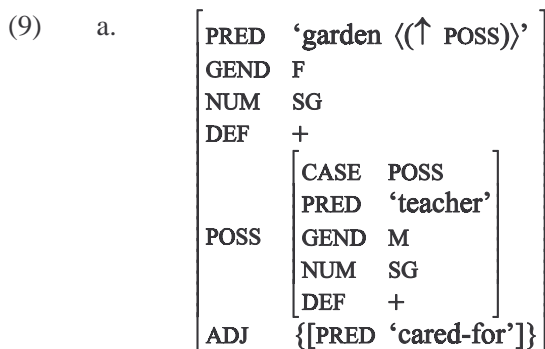 (9) a. PRED ‘garden ⟨(↑ POSS)⟩’
GEND F
NUM SG
DEF +
CASE POSS
PRED ‘teacher’
POSS GEND M
NUM SG
DEF +
ADJ {[PRED ‘cared-for’]}